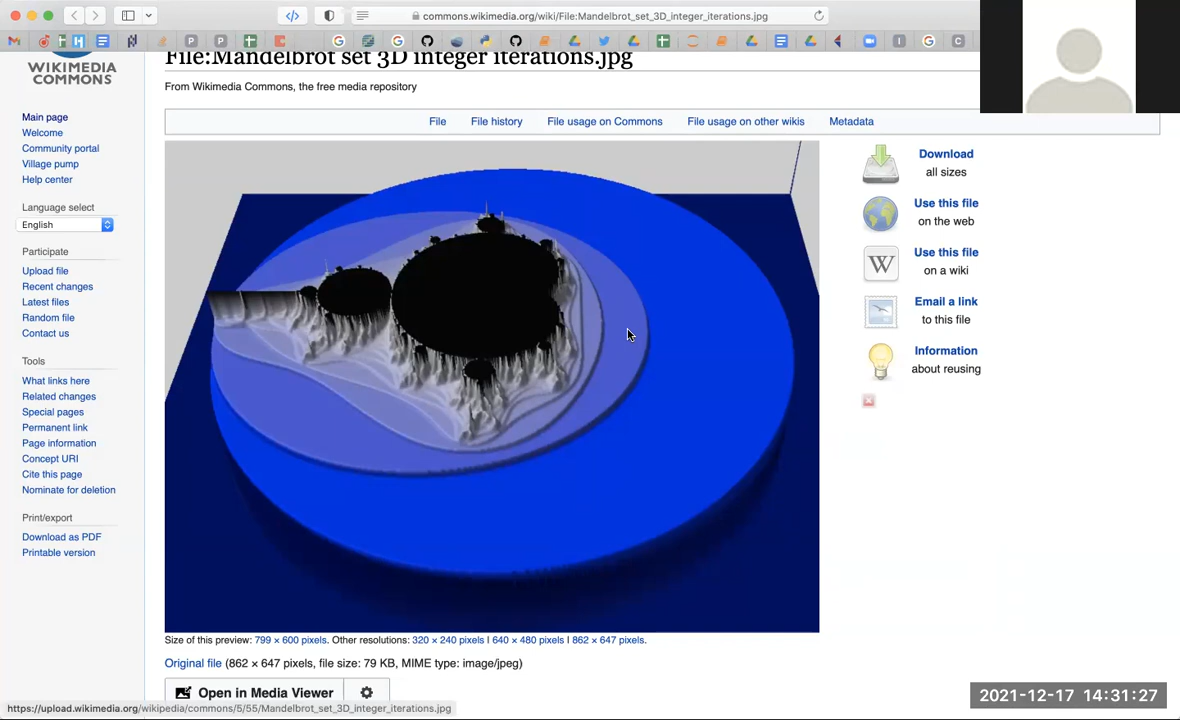 commons.wikimedia.org/wiki/File:Mandelbrot_set_3D_integer_iterations.jpg
WIKIMEDIA
COMMONS
File:Mandelbrot set 3D integer iterations.jpg
From Wikimedia Commons, the free media repository
File File history File usage on Commons File usage on other wikis Metadata
Main page
Welcome
Community portal
Village pump
Help center
Language select
English
Participate
Upload file
Recent changes
Latest files
Random file
Contact us
Tools
What links here
Related changes
Special pages
Permanent link
Page information
Concept URI
Cite this page
Nominate for deletion
Print/export
Download as PDF
Printable version
Download
all sizes
Use this file
on the web
W
Use this file
on a wiki
Email a link
to this file
Information
about reusing
Size of this preview: 799 × 600 pixels. Other resolutions: 320 × 240 pixels | 640 × 480 pixels | 862 × 647 pixels.
Original file (862 × 647 pixels, file size: 79 KB, MIME type: image/jpeg)
Open in Media Viewer
https://upload.wikimedia.org/wikipedia/commons/5/55/Mandelbrot_set_3D_integer_iterations.jpg
2021-12-17 14:31:27